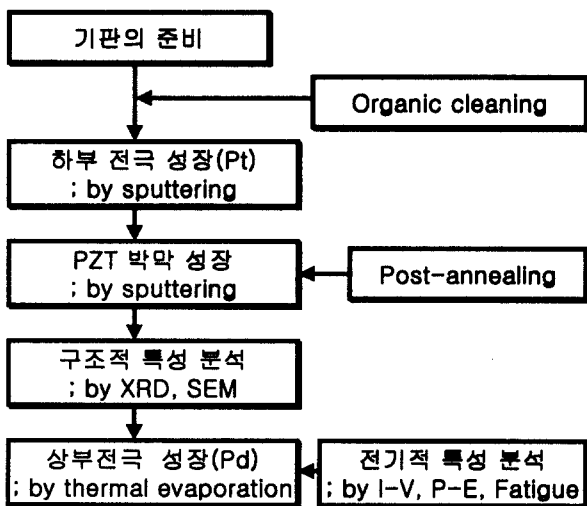 기판의 준비
Organic cleaning
하부 전극 성장(Pt)
; by sputtering
PZT 박막 성장
; by sputtering
Post-annealing
구조적 특성 분석
; by XRD, SEM
상부전극 성장(Pd)
; by thermal evaporation
전기적 특성 분석
; by I-V, P-E, Fatigue